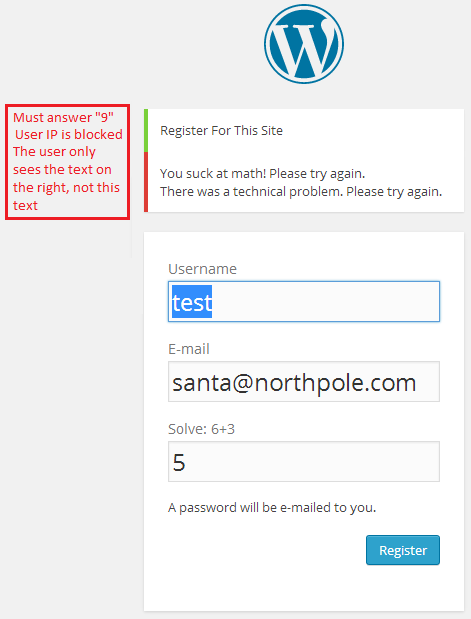 Must answer "9"
User IP is blocked
The user only
sees the text on
the right, not this
text
Register For This Site
You suck at math! Please try again.
There was a technical problem. Please try again.
Username
test
E-mail
santa@northpole.com
Solve: 6+3
5
A password will be e-mailed to you.
Register